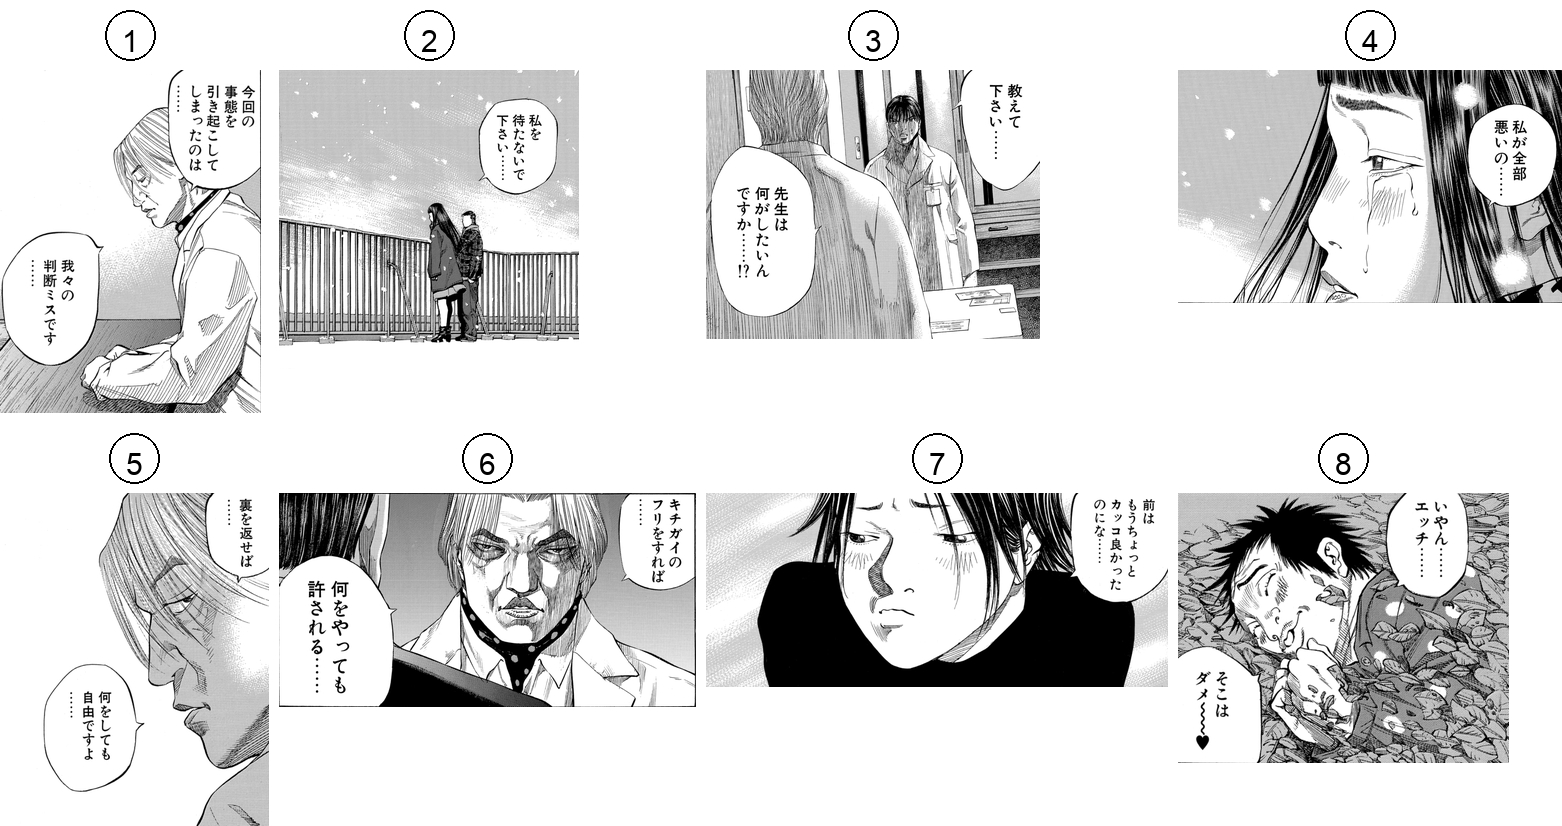 1
今回の
事態を
引き起こして
しまったのは
……
我々の
判断ミスです
……
2
私を
待たないで
下さい……
3
教えて
下さい……
先生は
何がしたいん
ですか……!?
4
私が全部
悪いの……
5
裏を返せば
……
何をしても
自由ですよ
……
6
キチガイの
フリをすれば
……
何をやっても
許される……
7
前は
もうちょっと
カッコ良かった
のにな……
8
いやん……
エッチ……
そこは
ダメ〜〜♥